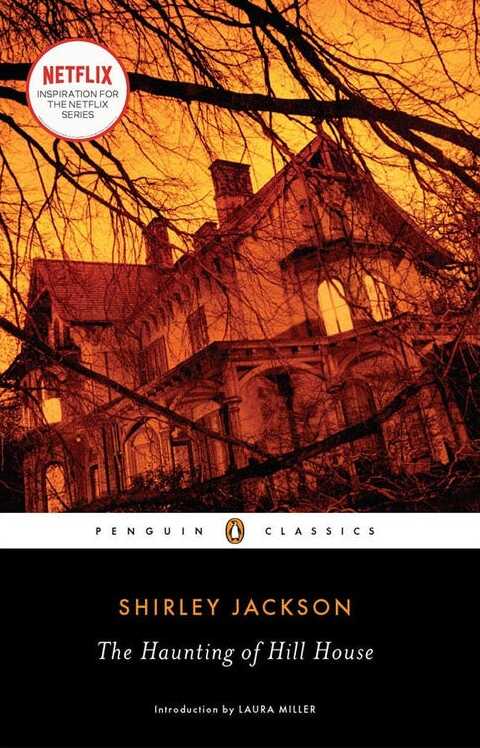 NETFLIX
INSPIRATION FOR
THE NETFLIX
SERIES
PENGUIN CLASSICS
SHIRLEY JACKSON
The Haunting of Hill House
Introduction by LAURA MILLER